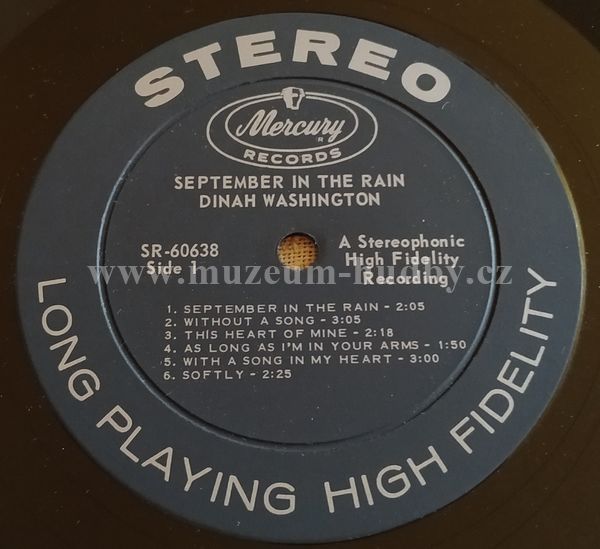 STEREO
Mercury
R
RECORDS
SEPTEMBER IN THE RAIN
DINAH WASHINGTON
SR-60638
Side 1
A Stereophonic
High Fidelity
Recording
www.muzeum-hudby.cz
1. SEPTEMBER IN THE RAIN - 2:05
2. WITHOUT A SONG - 3:05
3. THIS HEART OF MINE - 2:18
4. AS LONG AS I'M IN YOUR ARMS - 1:50
5. WITH A SONG IN MY HEART - 3:00
6. SOFTLY - 2:25
LONG PLAYING HIGH FIDELITY